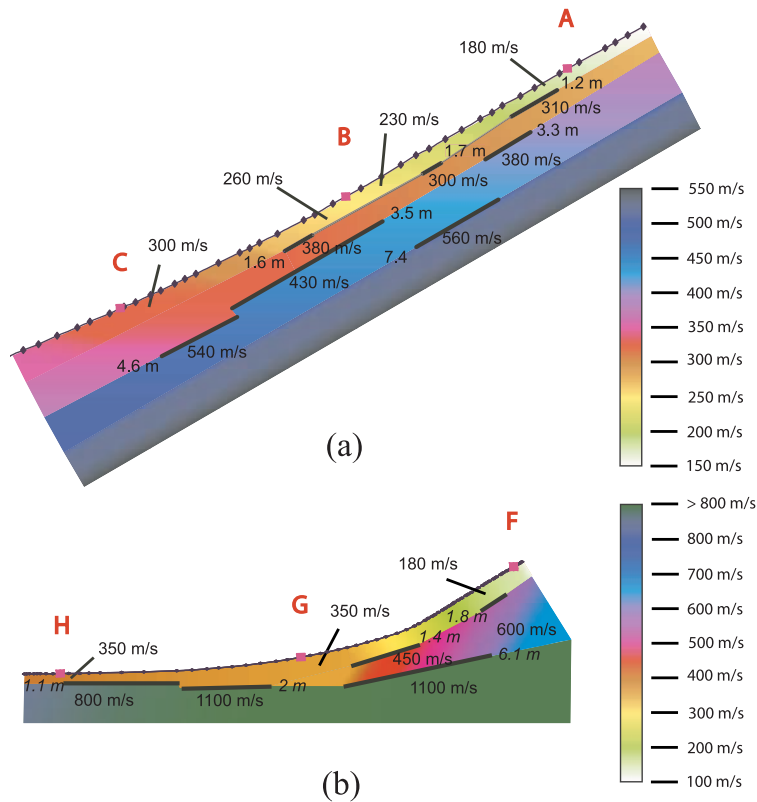 A
180 m/s
1.2 m
310 m/s
230 m/s
3.3 m
B
1.7 m
380 m/s
300 m/s
260 m/s
3.5 m
C
300 m/s
380 m/s
7.4
560 m/s
1.6 m
430 m/s
540 m/s
4.6 m
(a)
550 m/s
500 m/s
450 m/s
400 m/s
350 m/s
300 m/s
250 m/s
200 m/s
150 m/s
F
180 m/s
G
350 m/s
1.8 m
600 m/s
H
350 m/s
1.4 m
450 m/s
6.1 m
1.1 m
800 m/s
1100 m/s
2 m
1100 m/s
(b)
> 800 m/s
800 m/s
700 m/s
600 m/s
500 m/s
400 m/s
300 m/s
200 m/s
100 m/s